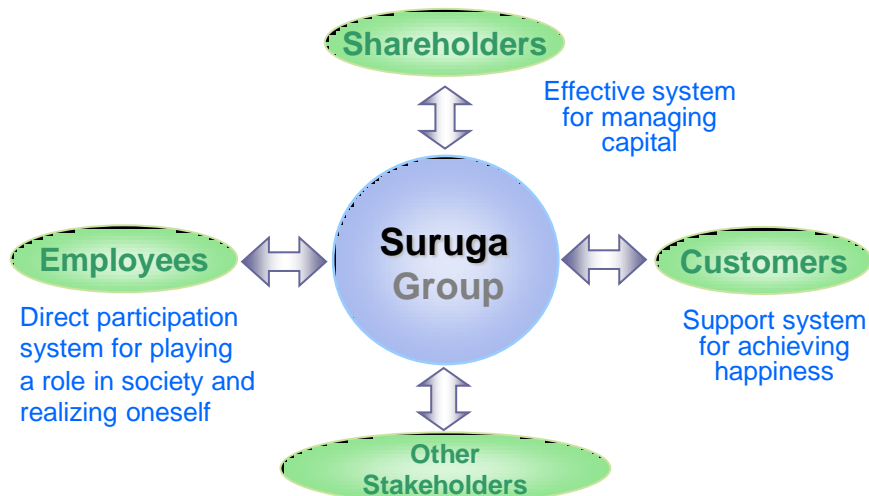 Shareholders
Effective system
for managing
capital
Suruga
Group
Employees
Customers
Direct participation
system for playing
a role in society and
realizing oneself
Support system
for achieving
happiness
Other
Stakeholders